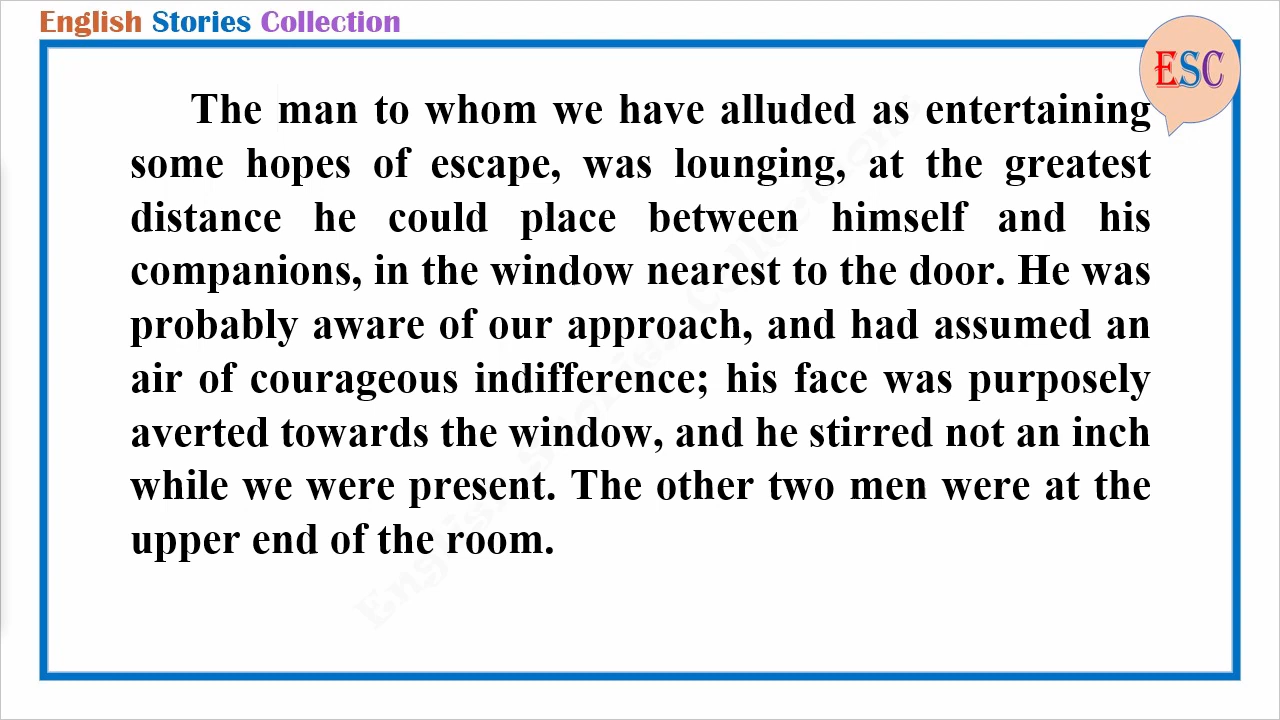 English Stories Collection
ESC
The man to whom we have alluded as entertaining
some hopes of escape, was lounging, at the greatest
distance he could place between himself and his
companions, in the window nearest to the door. He was
probably aware of our approach, and had assumed an
air of courageous indifference; his face was purposely
averted towards the window, and he stirred not an inch
while we were present. The other two men were at the
upper end of the room.
English Stories Collections